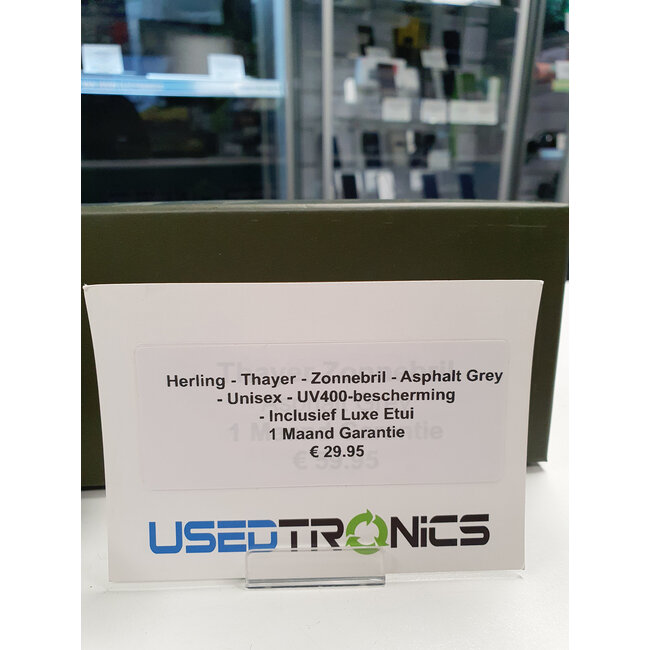 Herling - Thayer - Zonnebril - Asphalt Grey
- Unisex - UV400-bescherming
- Inclusief Luxe Etui
1 Maand Garantie
€ 29.95
USEDTRONiCS